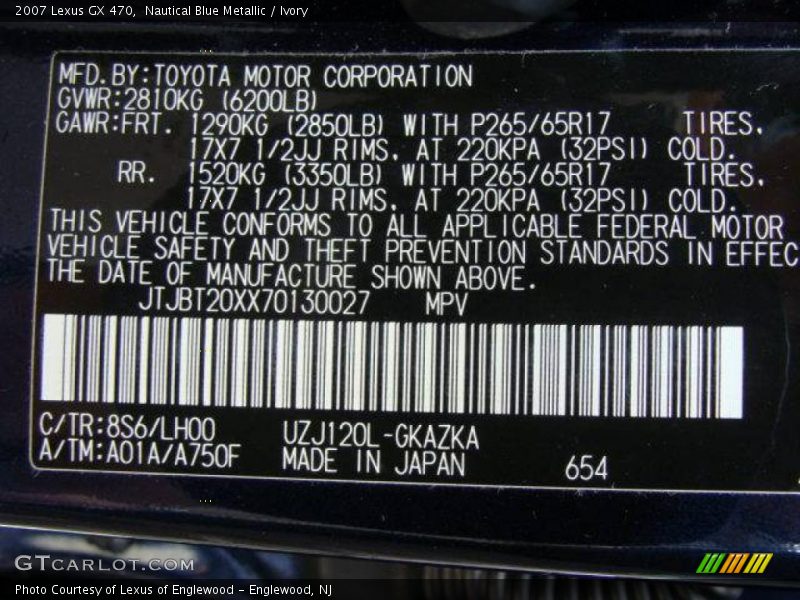 2007 Lexus GX 470, Nautical Blue Metallic / Ivory
MFD.BY:TOYOTA MOTOR CORPORATION
GVWR:2810KG (6200LB)
GAWR:FRT. 1290KG (2850LB) WITH P265/65R17 TIRES,
17X7 1/2JJ RIMS, AT 220KPA (32PSI) COLD.
RR. 1520KG (3350LB) WITH P265/65R17 TIRES,
17X7 1/2JJ RIMS, AT 220KPA (32PSI) COLD.
THIS VEHICLE CONFORMS TO ALL APPLICABLE FEDERAL MOTOR
VEHICLE SAFETY AND THEFT PREVENTION STANDARDS IN EFFEC
THE DATE OF MANUFACTURE SHOWN ABOVE.
JTJBT20XX70130027 MPV
C/TR:8S6/LH00 UZJ120L-GKAZKA
A/TM:A01A/A750F MADE IN JAPAN 654
GTCARLOT.COM
Photo Courtesy of Lexus of Englewood - Englewood, NJ